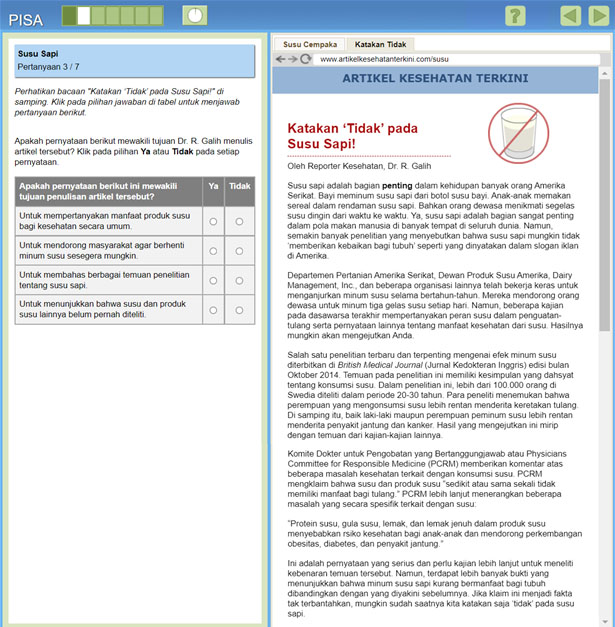 PISA
?
Susu Sapi
Pertanyaan 3 / 7
Perhatikan bacaan "Katakan 'Tidak' pada Susu Sapi!" di
samping. Klik pada pilihan jawaban di tabel untuk menjawab
pertanyaan berikut.
Apakah pernyataan berikut mewakili tujuan Dr. R. Galih menulis
artikel tersebut? Klik pada pilihan Ya atau Tidak pada setiap
pernyataan.
Apakah pernyataan berikut ini mewakili
tujuan penulisan artikel tersebut?
Ya
Tidak
Untuk mempertanyakan manfaat produk susu
bagi kesehatan secara umum.
Untuk mendorong masyarakat agar berhenti
minum susu sesegera mungkin.
Untuk membahas berbagai temuan penelitian
tentang susu sapi.
Untuk menunjukkan bahwa susu dan produk
susu lainnya belum pernah diteliti.
Susu Cempaka
Katakan Tidak
www.artikelkesehatanterkini.com/susu
ARTIKEL KESEHATAN TERKINI
Katakan 'Tidak' pada
Susu Sapi!
Oleh Reporter Kesehatan, Dr. R. Galih
Susu sapi adalah bagian penting dalam kehidupan banyak orang Amerika
Serikat. Bayi meminum susu sapi dari botol susu bayi. Anak-anak memakan
sereal dalam rendaman susu sapi. Bahkan orang dewasa menikmati segelas
susu dingin dari waktu ke waktu. Ya, susu sapi adalah bagian sangat penting
dalam pola makan manusia di banyak tempat di seluruh dunia. Namun,
semakin banyak penelitian yang menyebutkan bahwa susu sapi mungkin tidak
'memberikan kebaikan bagi tubuh' seperti yang dinyatakan dalam slogan iklan
di Amerika.
Departemen Pertanian Amerika Serikat, Dewan Produk Susu Amerika, Dairy
Management, Inc., dan beberapa organisasi lainnya telah bekerja keras untuk
menganjurkan minum susu selama bertahun-tahun. Mereka mendorong orang
dewasa untuk minum tiga gelas susu setiap hari. Namun, beberapa kajian
pada dasawarsa terakhir mempertanyakan peran susu dalam penguatan-
tulang serta pernyataan lainnya tentang manfaat kesehatan dari susu. Hasilnya
mungkin akan mengejutkan Anda.
Salah satu penelitian terbaru dan terpenting mengenai efek minum susu
diterbitkan di British Medical Journal (Jurnal Kedokteran Inggris) edisi bulan
Oktober 2014. Temuan pada penelitian ini memiliki kesimpulan yang dahsyat
tentang konsumsi susu. Dalam penelitian ini, lebih dari 100.000 orang di
Swedia diteliti dalam periode 20-30 tahun. Para peneliti menemukan bahwa
perempuan yang mengonsumsi susu lebih rentan menderita keretakan tulang.
Di samping itu, baik laki-laki maupun perempuan peminum susu lebih rentan
menderita penyakit jantung dan kanker. Hasil yang mengejutkan ini mirip
dengan temuan dari kajian-kajian lainnya.
Komite Dokter untuk Pengobatan yang Bertanggungjawab atau Physicians
Committee for Responsible Medicine (PCRM) memberikan komentar atas
beberapa masalah kesehatan terkait dengan konsumsi susu. PCRM
mengklaim bahwa susu dan produk susu "sedikit atau sama sekali tidak
memiliki manfaat bagi tulang." PCRM lebih lanjut menerangkan beberapa
masalah yang secara spesifik terkait dengan susu:
"Protein susu, gula susu, lemak, dan lemak jenuh dalam produk susu
menyebabkan rsiko kesehatan bagi anak-anak dan mendorong perkembangan
obesitas, diabetes, dan penyakit jantung."
Ini adalah pernyataan yang serius dan perlu kajian lebih lanjut untuk meneliti
kebenaran temuan tersebut. Namun, terdapat lebih banyak bukti yang
menunjukkan bahwa minum susu sapi kurang bermanfaat bagi tubuh
dibandingkan dengan yang diyakini sebelumnya. Jika klaim ini menjadi fakta
tak terbantahkan, mungkin sudah saatnya kita katakan saja 'tidak' pada susu
sapi.